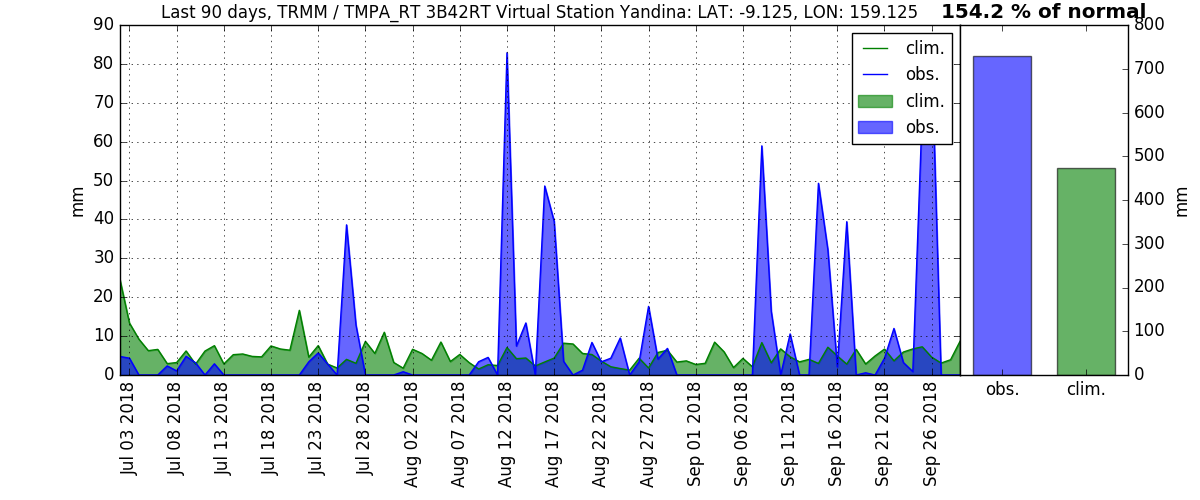 Last 90 days, TRMM / TMPA_RT 3B42RT Virtual Station Yandina: LAT: -9.125, LON: 159.125
154.2 % of normal
90
80
70
60
50
40
30
20
10
0
mm
clim.
obs.
clim.
obs.
Jul 03 2018
Jul 08 2018
Jul 13 2018
Jul 18 2018
Jul 23 2018
Jul 28 2018
Aug 02 2018
Aug 07 2018
Aug 12 2018
Aug 17 2018
Aug 22 2018
Aug 27 2018
Sep 01 2018
Sep 06 2018
Sep 11 2018
Sep 16 2018
Sep 21 2018
Sep 26 2018
800
700
600
500
400
300
200
100
0
mm
obs.
clim.